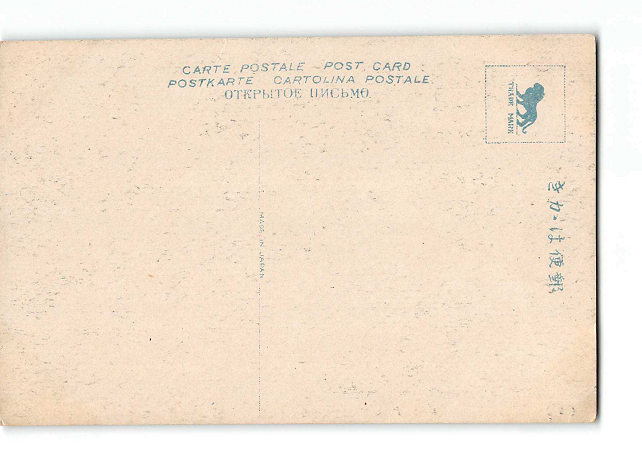 CARTE POSTALE - POST CARD
POSTKARTE CARTOLINA POSTALE.
ОТКРЫТОЕ ПИСЬМО.
TRADE MARK
郵便はかき
MADE IN JAPAN